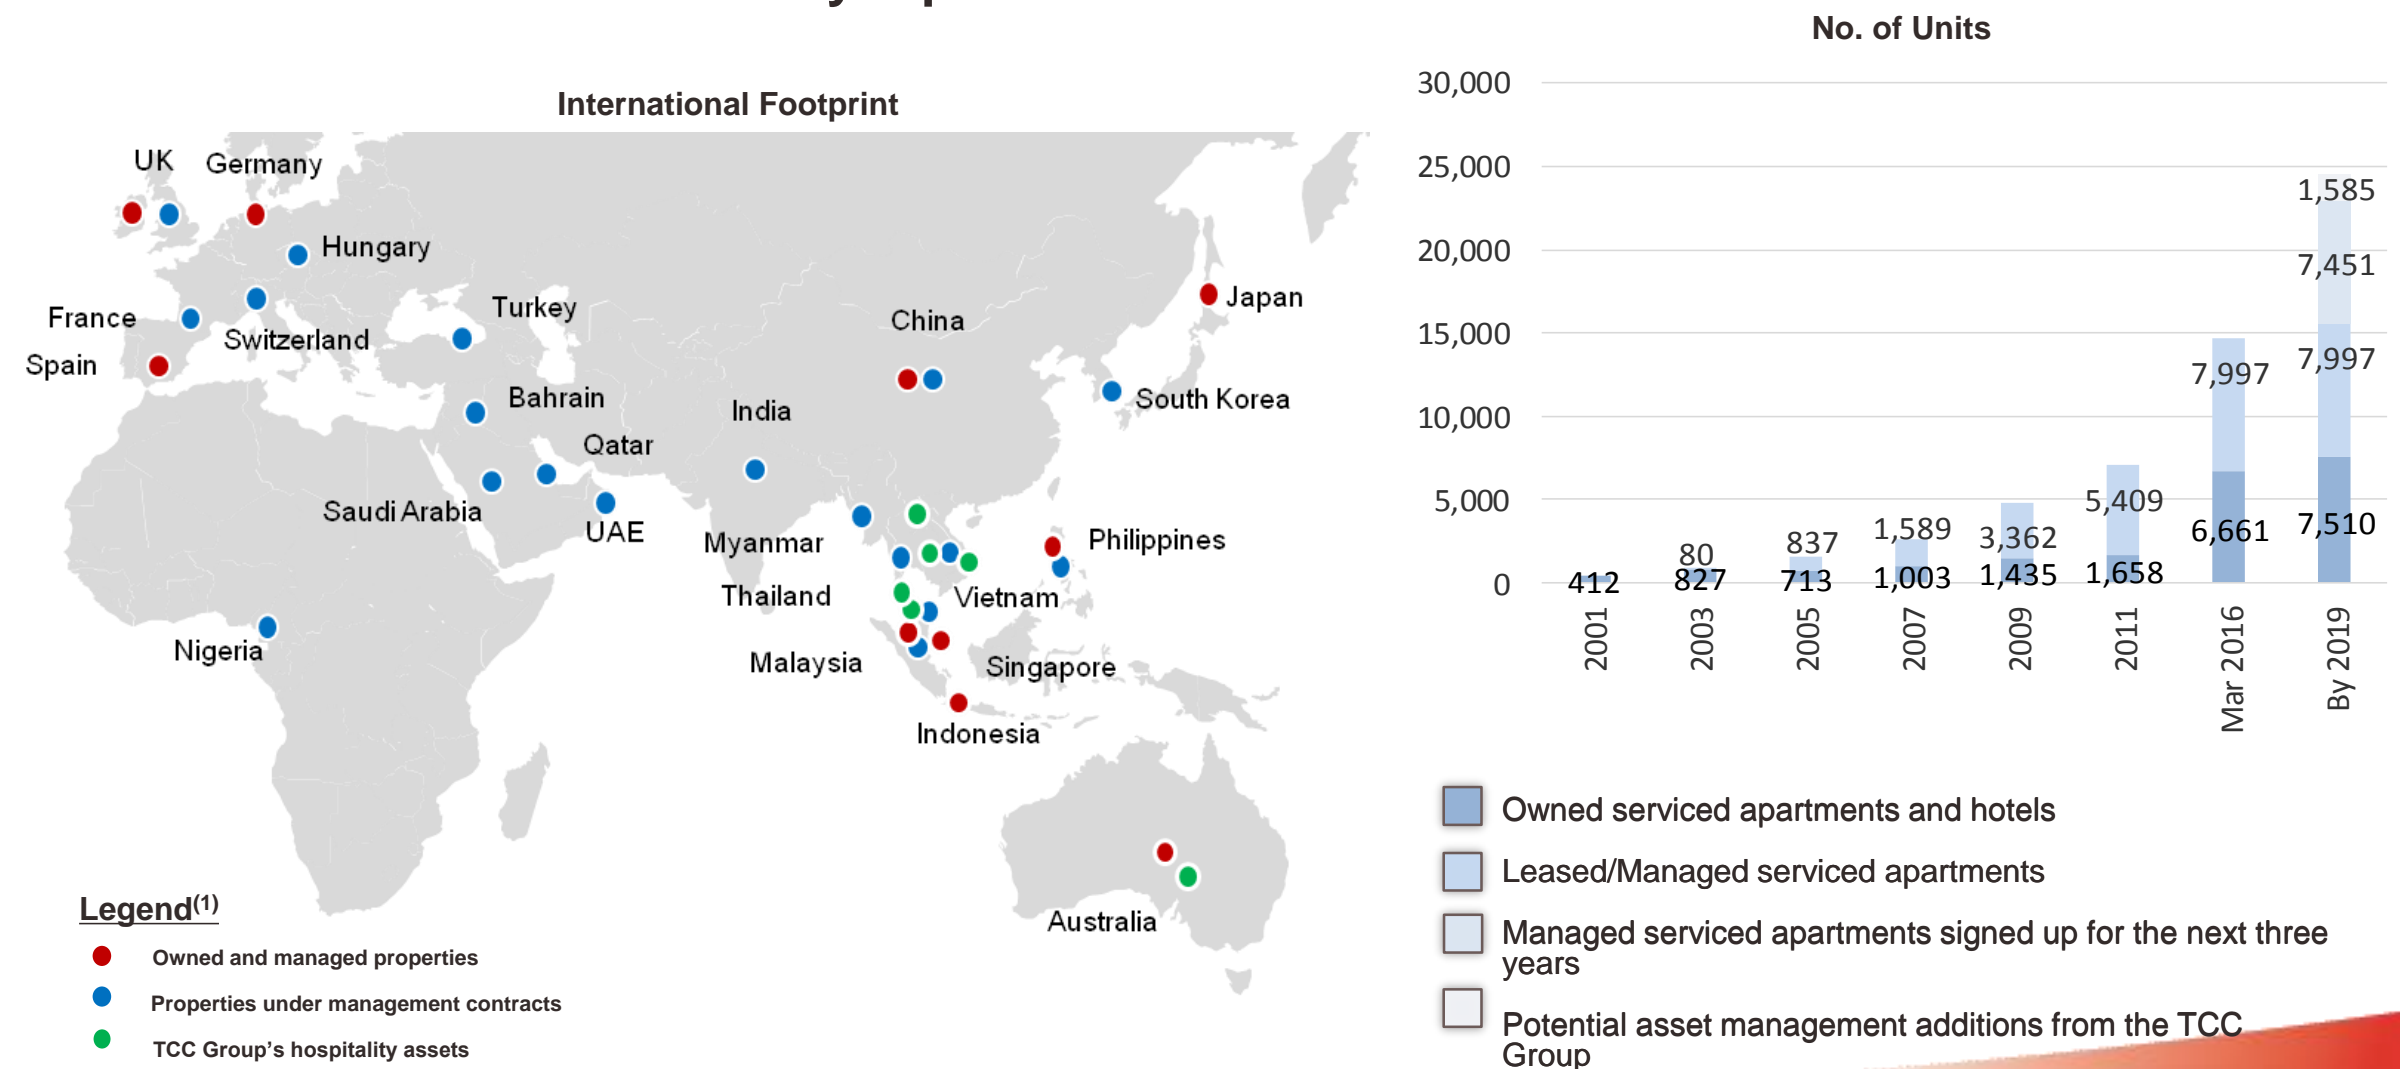 International Footprint
UK
Germany
Hungary
France
Switzerland
Spain
Turkey
Bahrain
Qatar
Saudi Arabia
UAE
India
China
Japan
South Korea
Myanmar
Thailand
Vietnam
Philippines
Malaysia
Singapore
Indonesia
Nigeria
Australia
Legend(1)
Owned and managed properties
Properties under management contracts
TCC Group’s hospitality assets
No. of Units
30,000
25,000
20,000
15,000
10,000
5,000
0
412
80
827
837
713
1,589
1,003
3,362
1,435
5,409
1,658
7,997
6,661
1,585
7,451
7,997
7,510
2001
2003
2005
2007
2009
2011
Mar 2016
By 2019
Owned serviced apartments and hotels
Leased/Managed serviced apartments
Managed serviced apartments signed up for the next three
years
Potential asset management additions from the TCC
Group